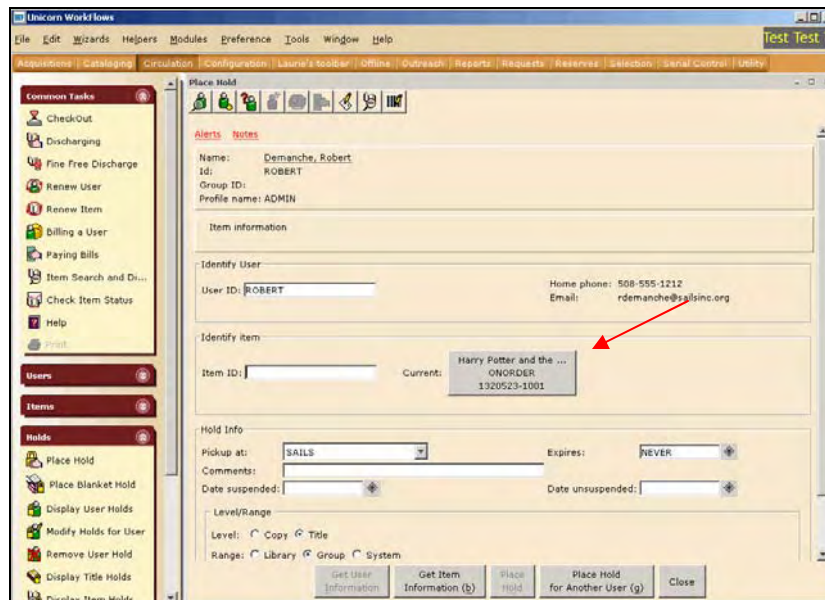 Unicorn WorkFlows
File Edit Wizards Helpers Modules Preference Tools Window Help
Test Test
Acquisitions Cataloging Circulation Configuration Laurie's toolbar Offline Outreach Reports Requests Reserves Selection Serial Control Utility
Common Tasks
CheckOut
Discharging
Fine Free Discharge
Renew User
Renew Item
Billing a User
Paying Bills
Item Search and Di...
Check Item Status
Help
Print
Users
Items
Holds
Place Hold
Place Blanket Hold
Display User Holds
Modify Holds for User
Remove User Hold
Display Title Holds
Display Item Holds
Place Hold
Alerts Notes
Name: Demanche, Robert
Id: ROBERT
Group ID:
Profile name: ADMIN
Item information
Identify User
User ID: ROBERT
Home phone: 508-555-1212
Email: rdemanche@sailsinc.org
Identify item
Item ID:
Current:
Harry Potter and the ...
ONORDER
1320523-1001
Hold Info
Pickup at: SAILS Expires: NEVER
Comments:
Date suspended: Date unsuspended:
Level/Range
Level: Copy Title
Range: Library Group System
Get User Information
Get Item Information (b)
Place Hold
Place Hold for Another User (g)
Close